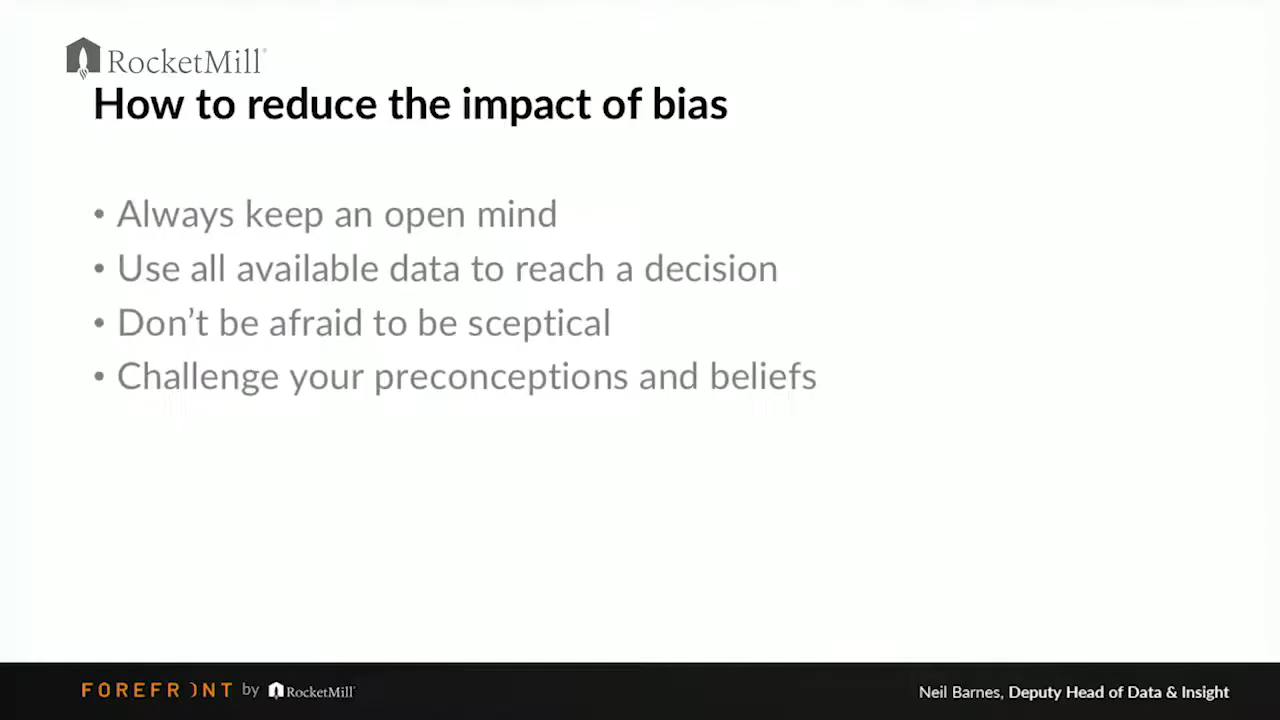 RocketMill
How to reduce the impact of bias
• Always keep an open mind
• Use all available data to reach a decision
• Don't be afraid to be sceptical
• Challenge your preconceptions and beliefs
FOREFRONT by RocketMill
Neil Barnes, Deputy Head of Data & Insight